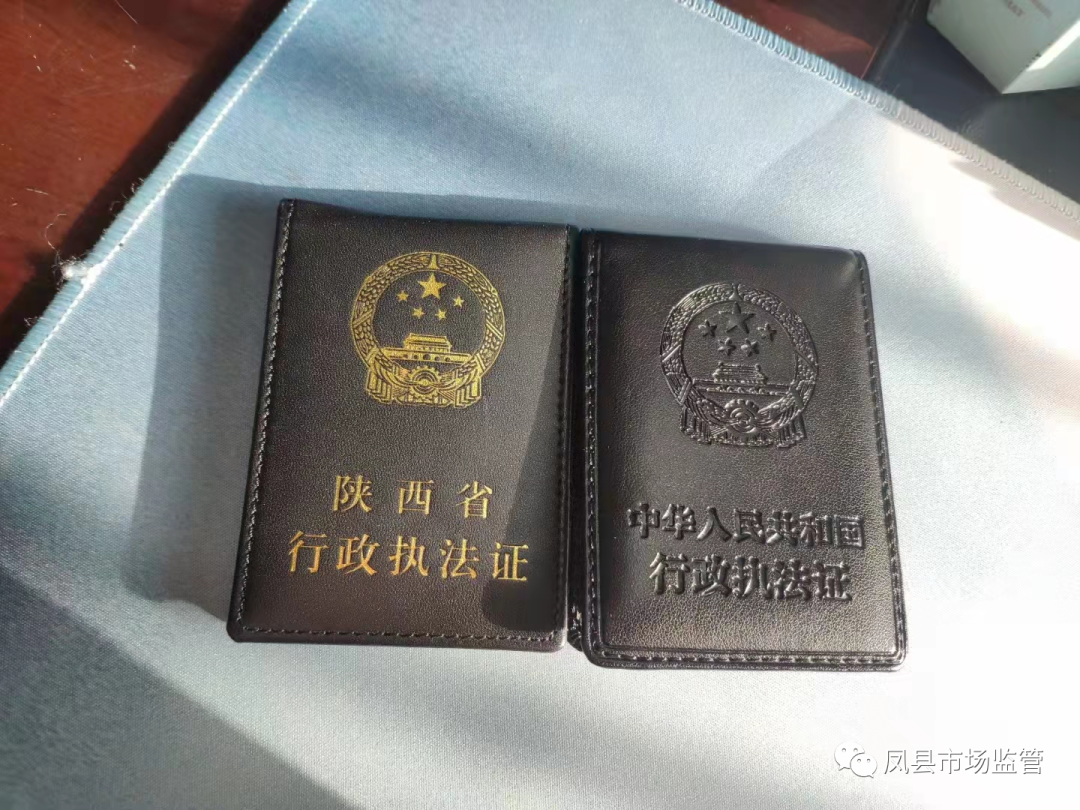 陕西省
行政执法证
中华人民共和国
行政执法证
凤县市场监管